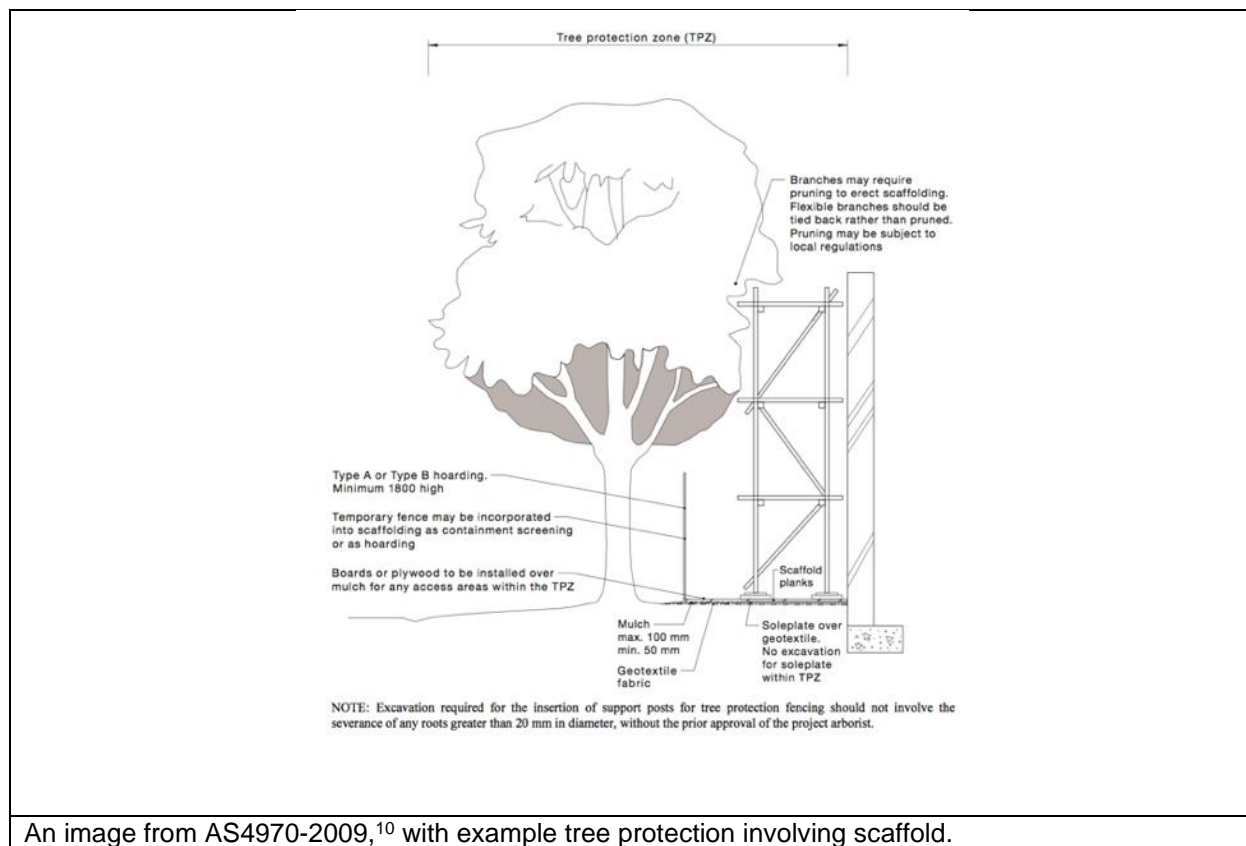 Tree protection zone (TPZ)
Branches may require
pruning to erect scaffolding.
Flexible branches should be
tied back rather than pruned.
Pruning may be subject to
local regulations
Type A or Type B hoarding.
Minimum 1800 high
Temporary fence may be incorporated
into scaffolding as containment screening
or as hoarding
Boards or plywood to be installed over
mulch for any access areas within the TPZ
Scaffold
planks
Mulch
max. 100 mm
min. 50 mm
Geotextile
fabric
Soleplate over
geotextile.
No excavation
for soleplate
within TPZ
NOTE: Excavation required for the insertion of support posts for tree protection fencing should not involve the
severance of any roots greater than 20 mm in diameter, without the prior approval of the project arborist.
An image from AS4970-2009,¹⁰ with example tree protection involving scaffold.